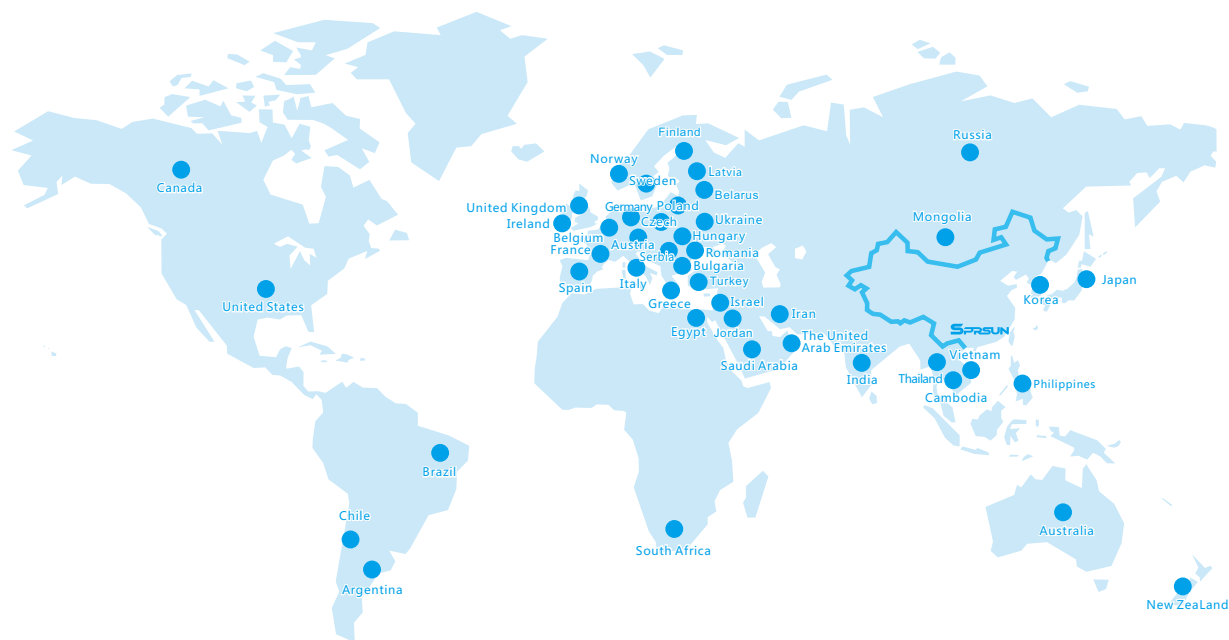 Finland
Russia
Norway
Latvia
Canada
Sweden
Belarus
United Kingdom
Germany
Poland
Ireland
Czech
Ukraine
Mongolia
Belgium
Austria
Hungary
France
Serbia
Romania
Bulgaria
Spain
Italy
Turkey
Japan
United States
Greece
Israel
Korea
Iran
Egypt
Jordan
SPRSUN
The United
Arab Emirates
Saudi Arabia
Vietnam
India
Thailand
Philippines
Cambodia
Brazil
Chile
Australia
South Africa
Argentina
New ZeaLand